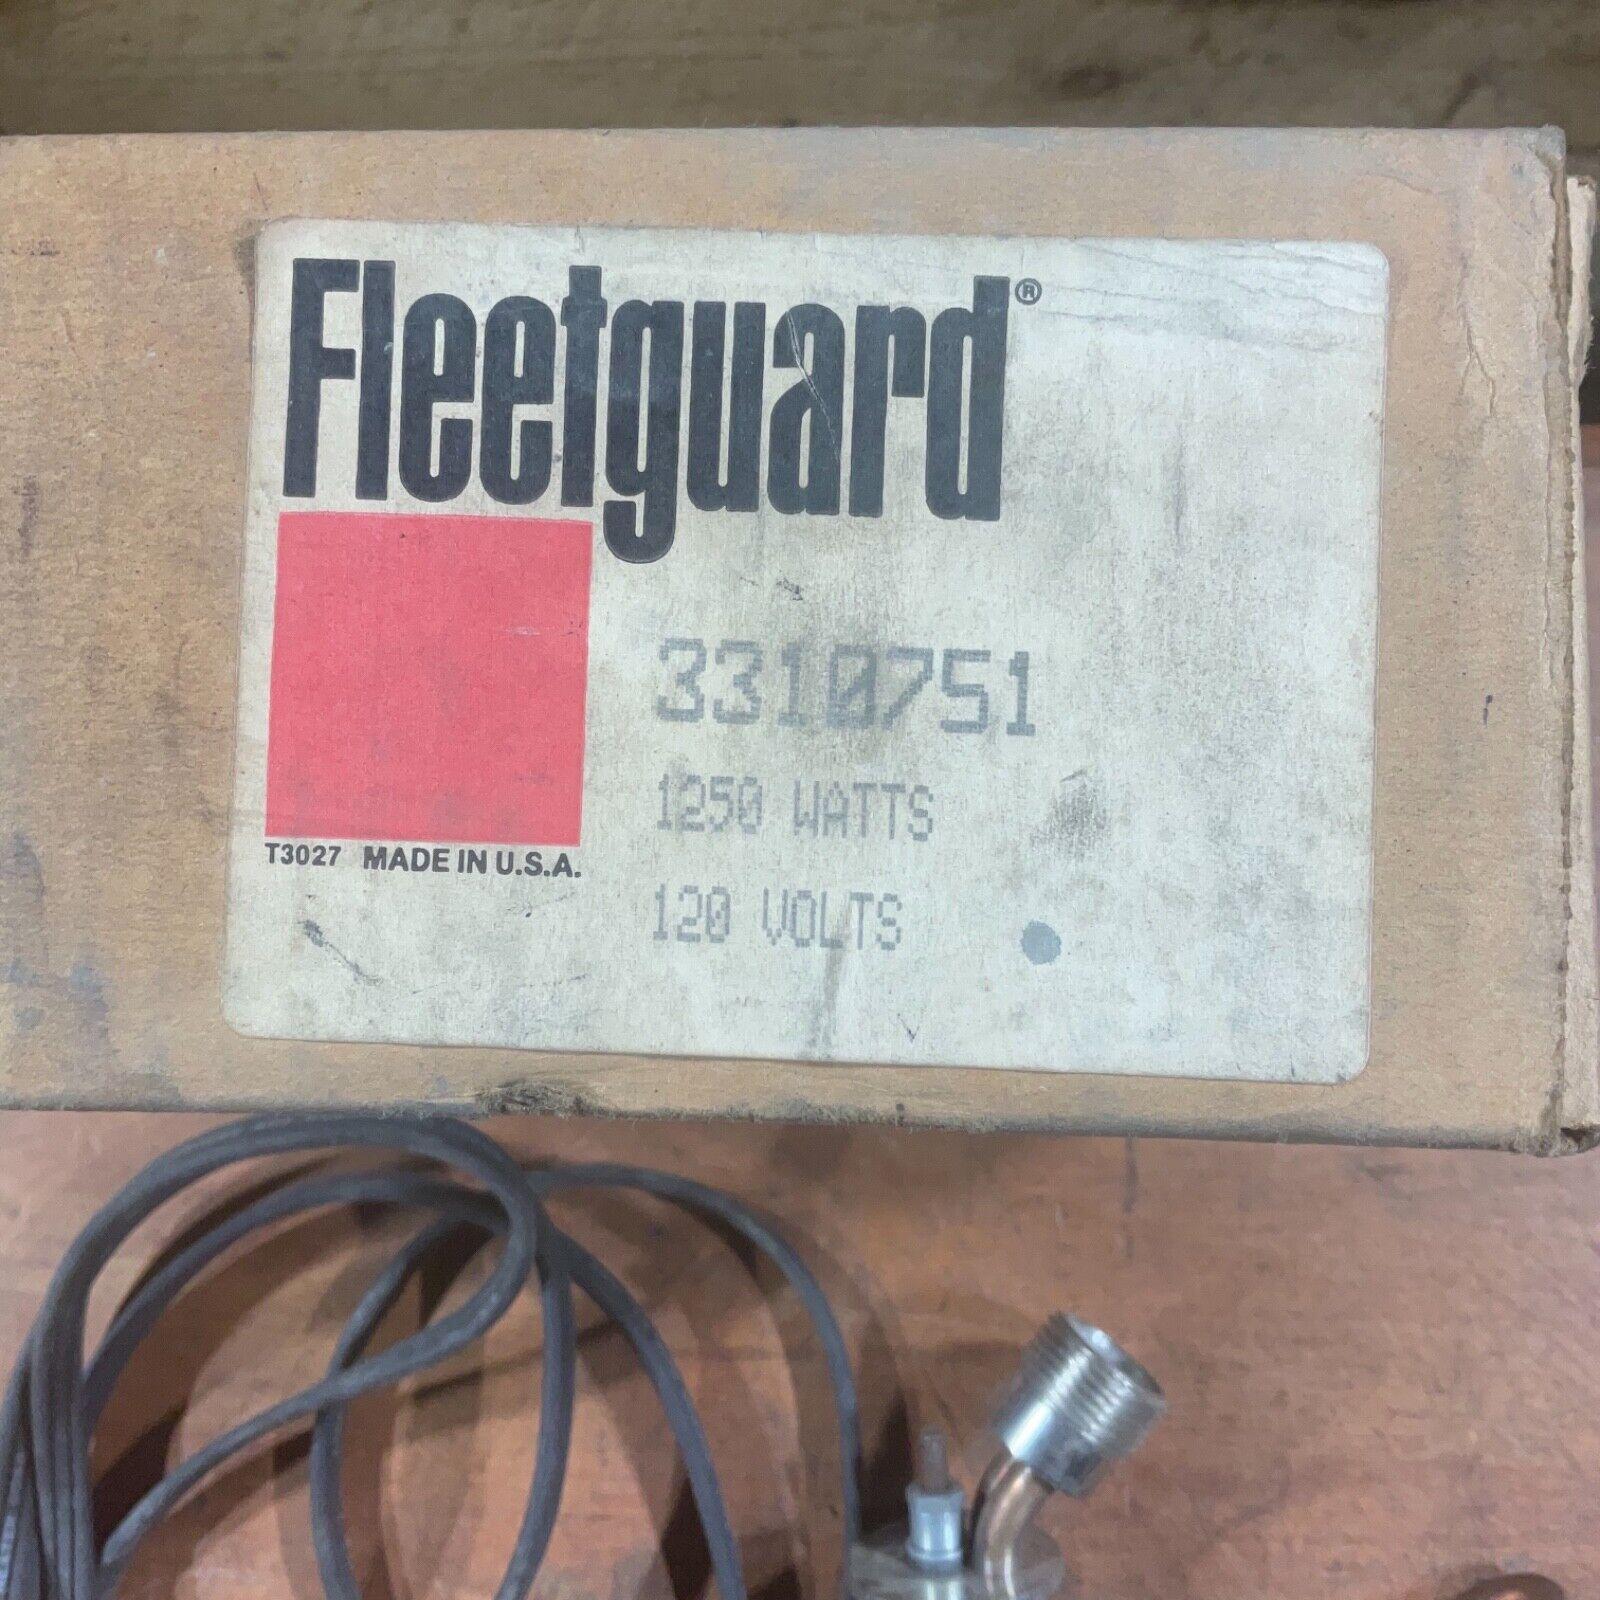 Fleetguard®
3310751
1250 WATTS
T3027 MADE IN U.S.A.
120 VOLTS